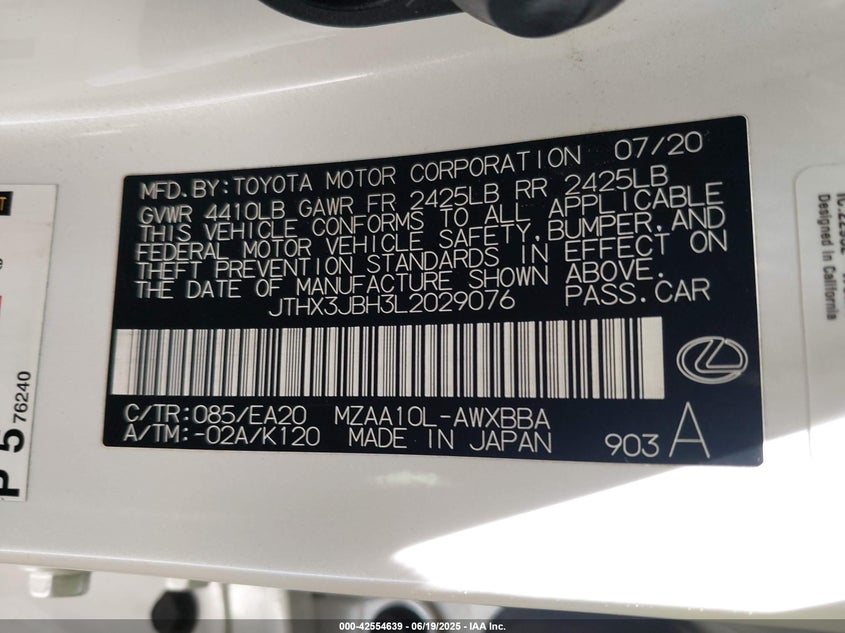 MFD. BY: TOYOTA MOTOR CORPORATION 07/20
GVWR 4410LB GAWR FR 2425LB RR 2425LB
THIS VEHICLE CONFORMS TO ALL APPLICABLE
FEDERAL MOTOR VEHICLE SAFETY, BUMPER, AND
THEFT PREVENTION STANDARDS IN EFFECT ON
THE DATE OF MANUFACTURE SHOWN ABOVE.
JTHX3JBH3L2029076 PASS. CAR
C/TR: 085/EA20 MZAA10L-AWXBBA
A/TM: -02A/K120 MADE IN JAPAN 903 A
P 5 76240
Designed in California
000-42554639 - 06/19/2025 - IAA Inc.